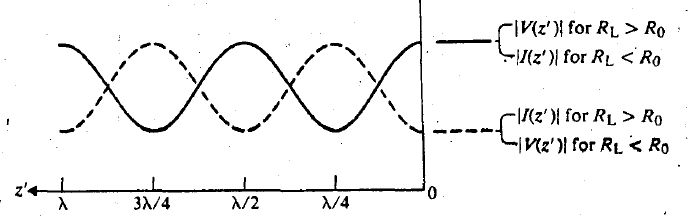 |V(z')| for R_L > R_0
|I(z')| for R_L < R_0
|I(z')| for R_L > R_0
|V(z')| for R_L < R_0
z' λ 3λ/4 λ/2 λ/4 0